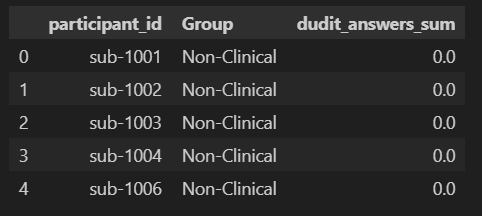 participant_id Group dudit_answers_sum
0 sub-1001 Non-Clinical 0.0
1 sub-1002 Non-Clinical 0.0
2 sub-1003 Non-Clinical 0.0
3 sub-1004 Non-Clinical 0.0
4 sub-1006 Non-Clinical 0.0